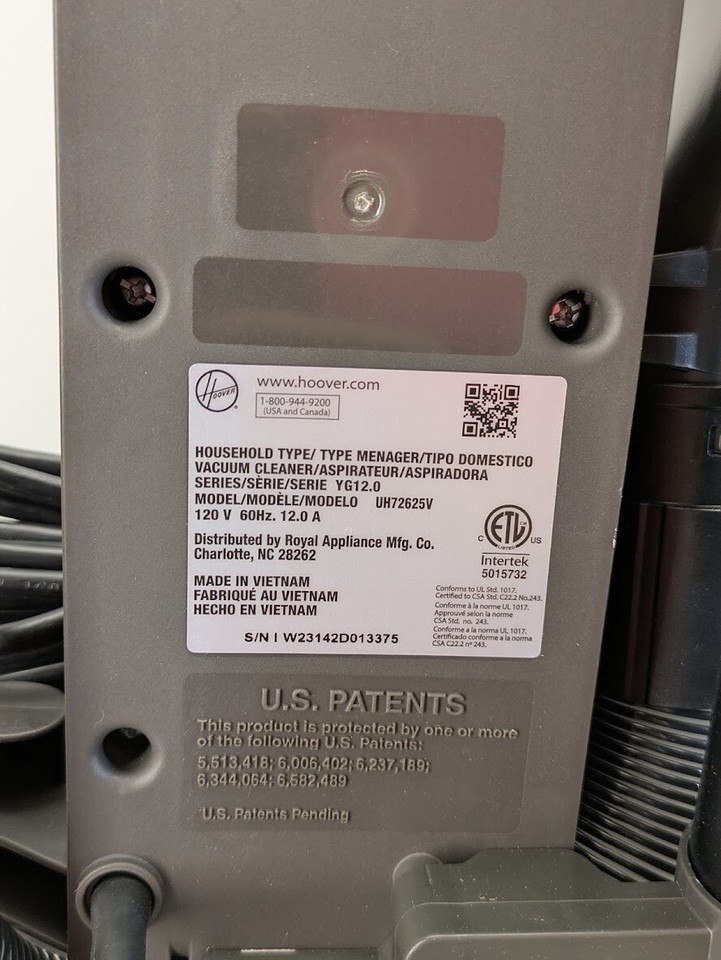 HOOVER
www.hoover.com
1-800-944-9200
(USA and Canada)
HOUSEHOLD TYPE/ TYPE MENAGER/TIPO DOMESTICO
VACUUM CLEANER/ASPIRATEUR/ASPIRADORA
SERIES/SÈRIE/SERIE YG12.0
MODEL/MODÈLE/MODELO UH72625V
120 V 60Hz. 12.0 A
Distributed by Royal Appliance Mfg. Co.
Charlotte, NC 28262
C ETL CM US
LISTED
Intertek
5015732
MADE IN VIETNAM
FABRIQUÉ AU VIETNAM
HECHO EN VIETNAM
Conforms to UL Std. 1017.
Certified to CSA Std. C22.2 No.243.
Conforme à la norme UL 1017.
Approuvé selon la norme
CSA Std. no. 243.
Conforme a la norma UL 1017.
Certificado conforme a la norma
CSA C22.2 nº 243.
S/N I W23142D013375
U.S. PATENTS
This product is protected by one or more
of the following U.S. Patents:
5,513,418; 6,006,402; 6,237,189;
6,344,064; 6,682,489
U.S. Patents Pending